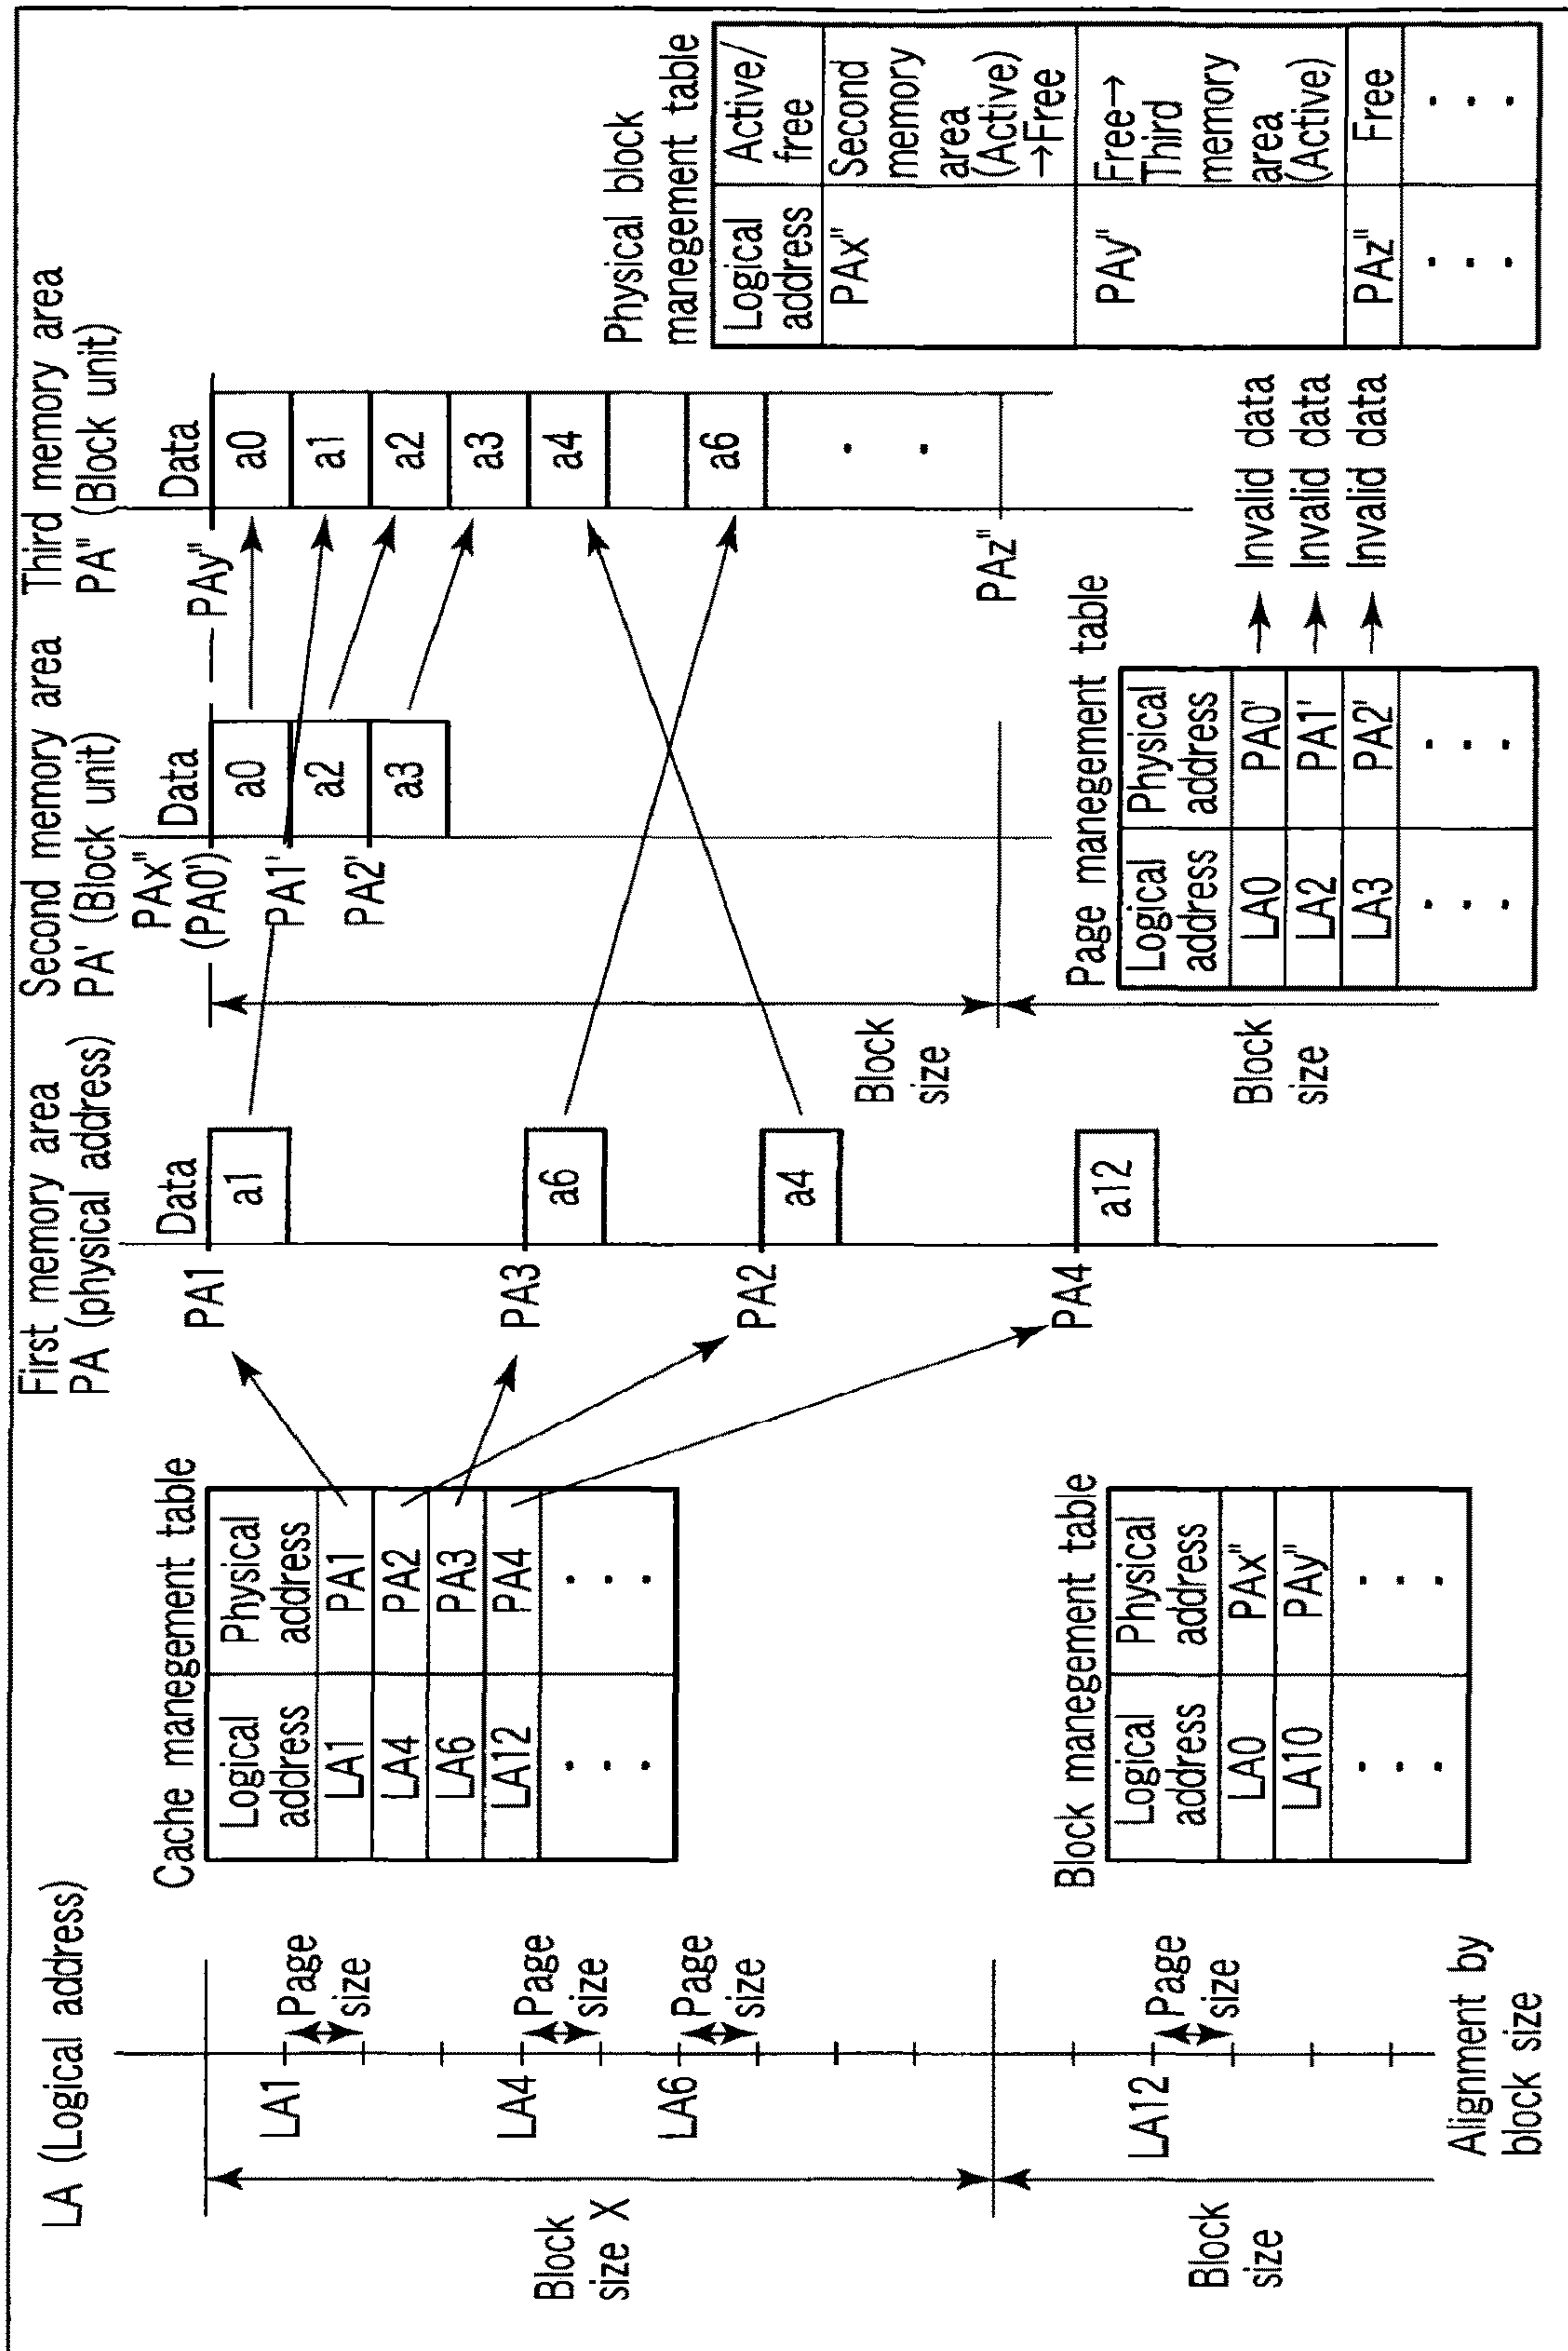 LA (Logical address)
LA1
Page
size
LA4
Page
size
LA6
Page
size
Block
size X
LA12
Page
size
Block
size
Alignment by
block size
Cache manegement table
Logical
address
Physical
address
LA1 PA1
LA4 PA2
LA6 PA3
LA12 PA4
Block manegement table
Logical
address
Physical
address
LA0 PAx"
LA10 PAy"
First memory area
PA (physical address)
Data
PA1
a1
PA3
a6
PA2
a4
PA4
a12
Second memory area
PA' (Block unit)
Data
PAx"
(PA0')
a0
PA1'
a2
PA2'
a3
Block
size
Block
size
Page manegement table
Logical
address
Physical
address
LA0 PA0' Invalid data
LA2 PA1' Invalid data
LA3 PA2' Invalid data
Third memory area
PA" (Block unit)
Data
PAy"
a0
a1
a2
a3
a4
a6
PAz"
Physical block
manegement table
Logical
address
Active/
free
PAx"
Second
memory
area
(Active)
→Free
PAy"
Free→
Third
memory
area
(Active)
PAz" Free